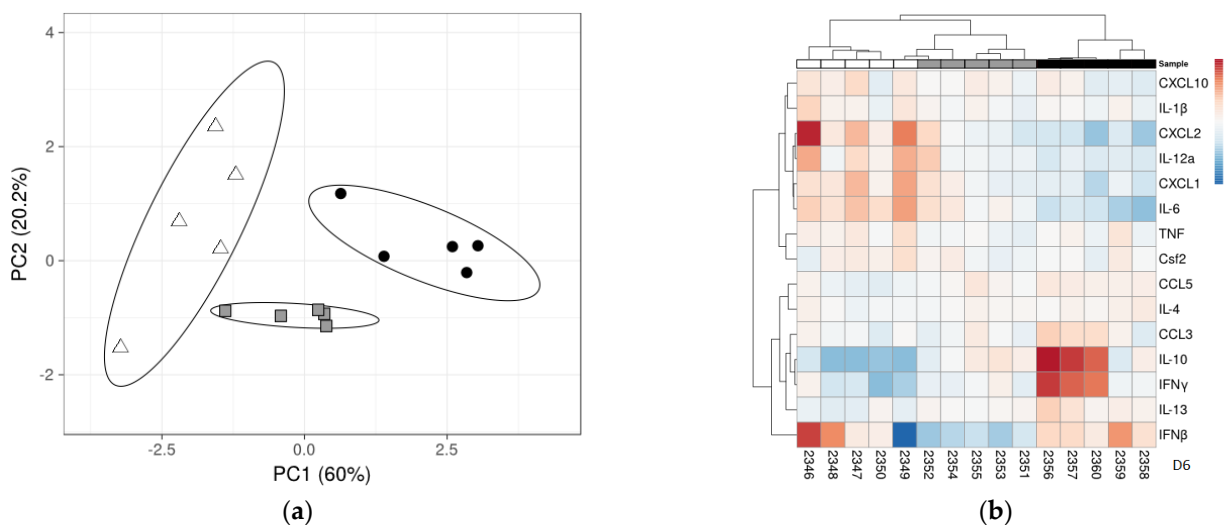 4
2
0
-2
PC2 (20.2%)
-2.5
0.0
2.5
PC1 (60%)
(a)
Sample
CXCL10
IL-1β
CXCL2
IL-12a
CXCL1
IL-6
TNF
Csf2
CCL5
IL-4
CCL3
IL-10
IFNγ
IL-13
IFNβ
2346 2348 2347 2350 2349 2352 2354 2355 2353 2351 2356 2357 2360 2359 2358 D6
(b)